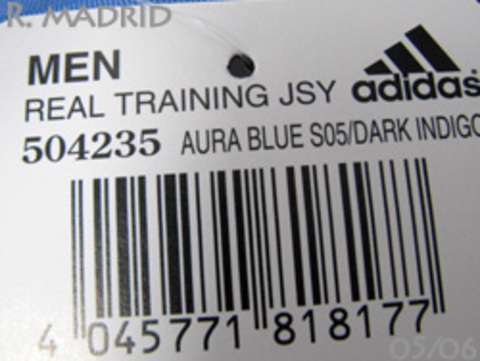 R. MADRID
MEN
REAL TRAINING JSY adidas
504235 AURA BLUE S05/DARK INDIGO
4 045771 818177
05/06